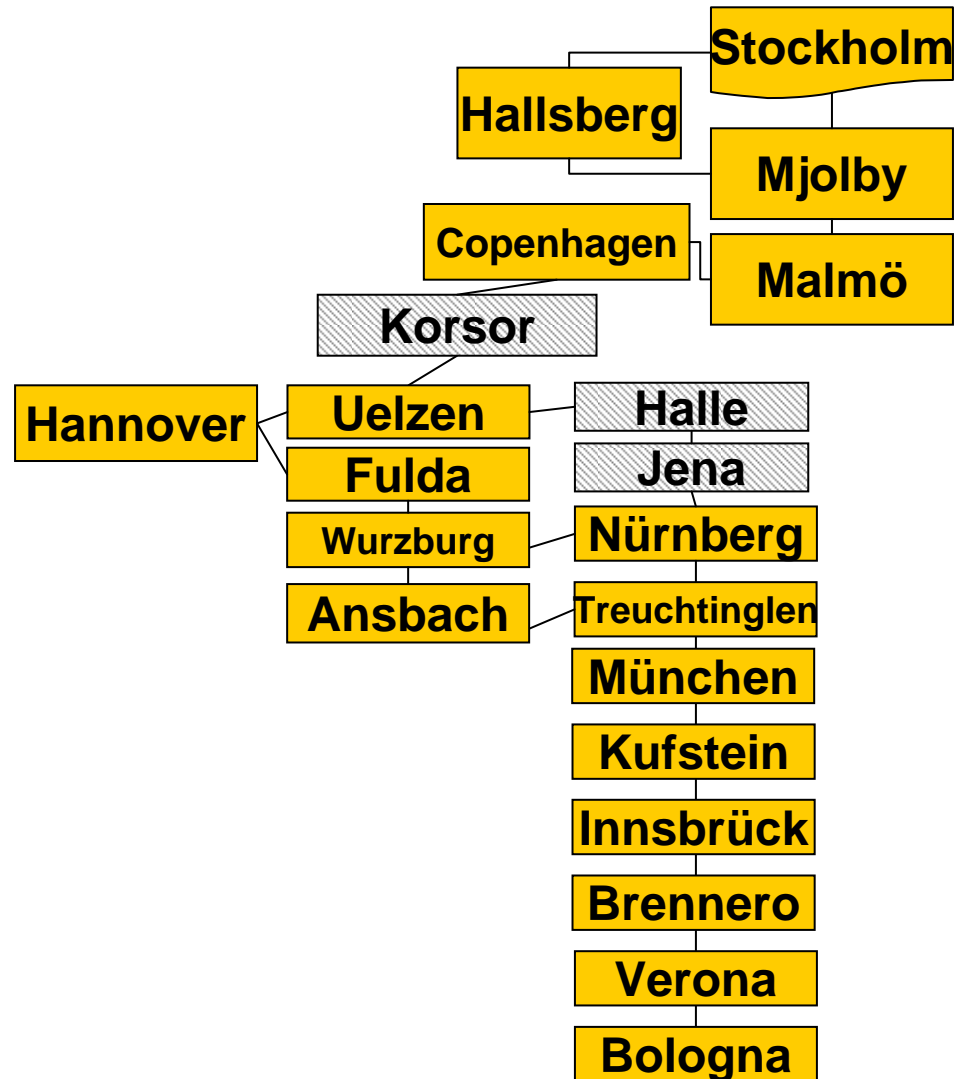 Stockholm
Hallsberg
Mjolby
Copenhagen
Malmö
Korsor
Hannover
Uelzen
Halle
Fulda
Jena
Wurzburg
Nürnberg
Ansbach
Treuchtinglen
München
Kufstein
Innsbrück
Brennero
Verona
Bologna